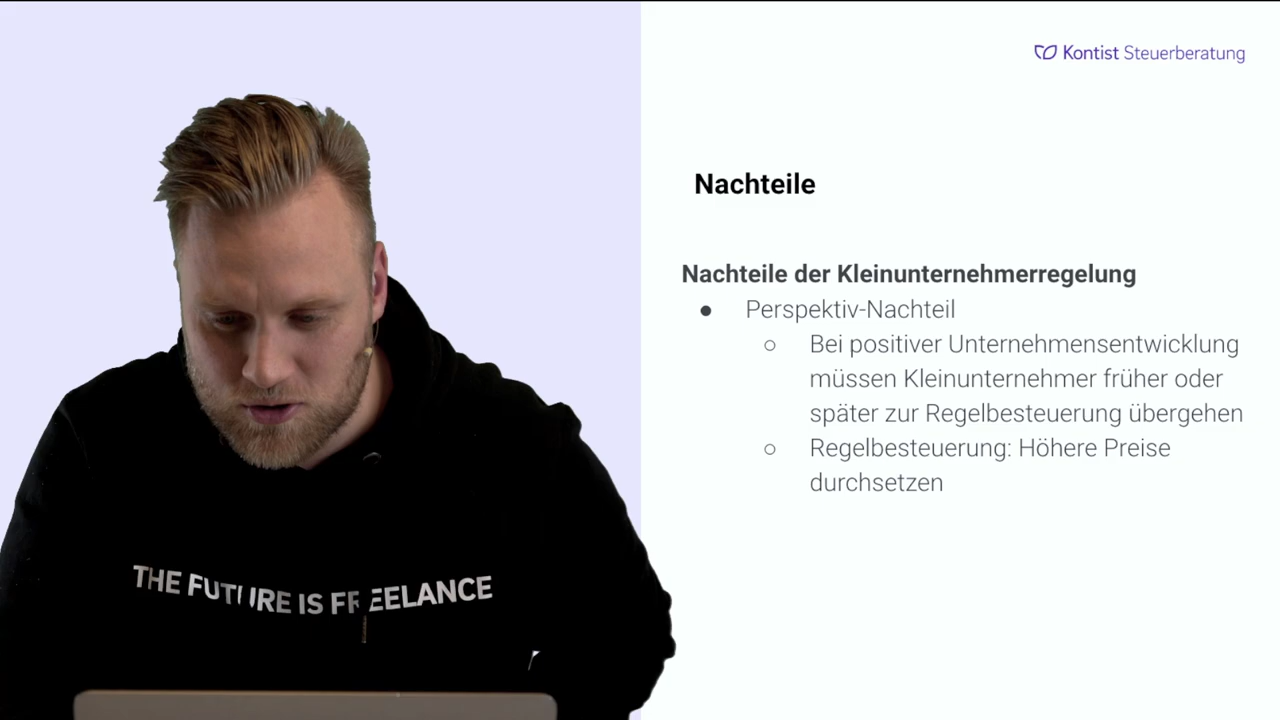 Kontist Steuerberatung
Nachteile
Nachteile der Kleinunternehmerregelung
● Perspektiv-Nachteil
○ Bei positiver Unternehmensentwicklung
müssen Kleinunternehmer früher oder
später zur Regelbesteuerung übergehen
○ Regelbesteuerung: Höhere Preise
durchsetzen
THE FUTURE IS FREELANCE